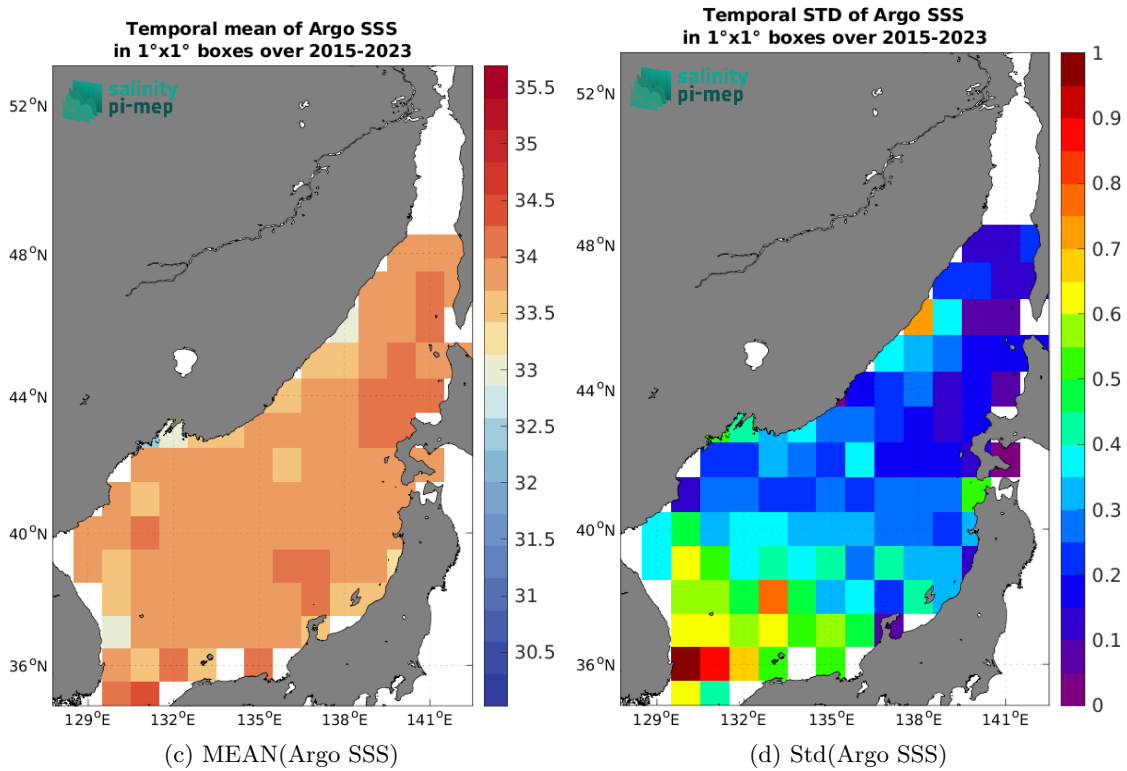 Temporal mean of Argo SSS
in 1°x1° boxes over 2015-2023
salinity
pi-mep
52°N
48°N
44°N
40°N
36°N
129°E
132°E
135°E
138°E
141°E
35.5
35
34.5
34
33.5
33
32.5
32
31.5
31
30.5
(c) MEAN(Argo SSS)
Temporal STD of Argo SSS
in 1°x1° boxes over 2015-2023
salinity
pi-mep
52°N
48°N
44°N
40°N
36°N
129°E
132°E
135°E
138°E
141°E
1
0.9
0.8
0.7
0.6
0.5
0.4
0.3
0.2
0.1
0
(d) Std(Argo SSS)